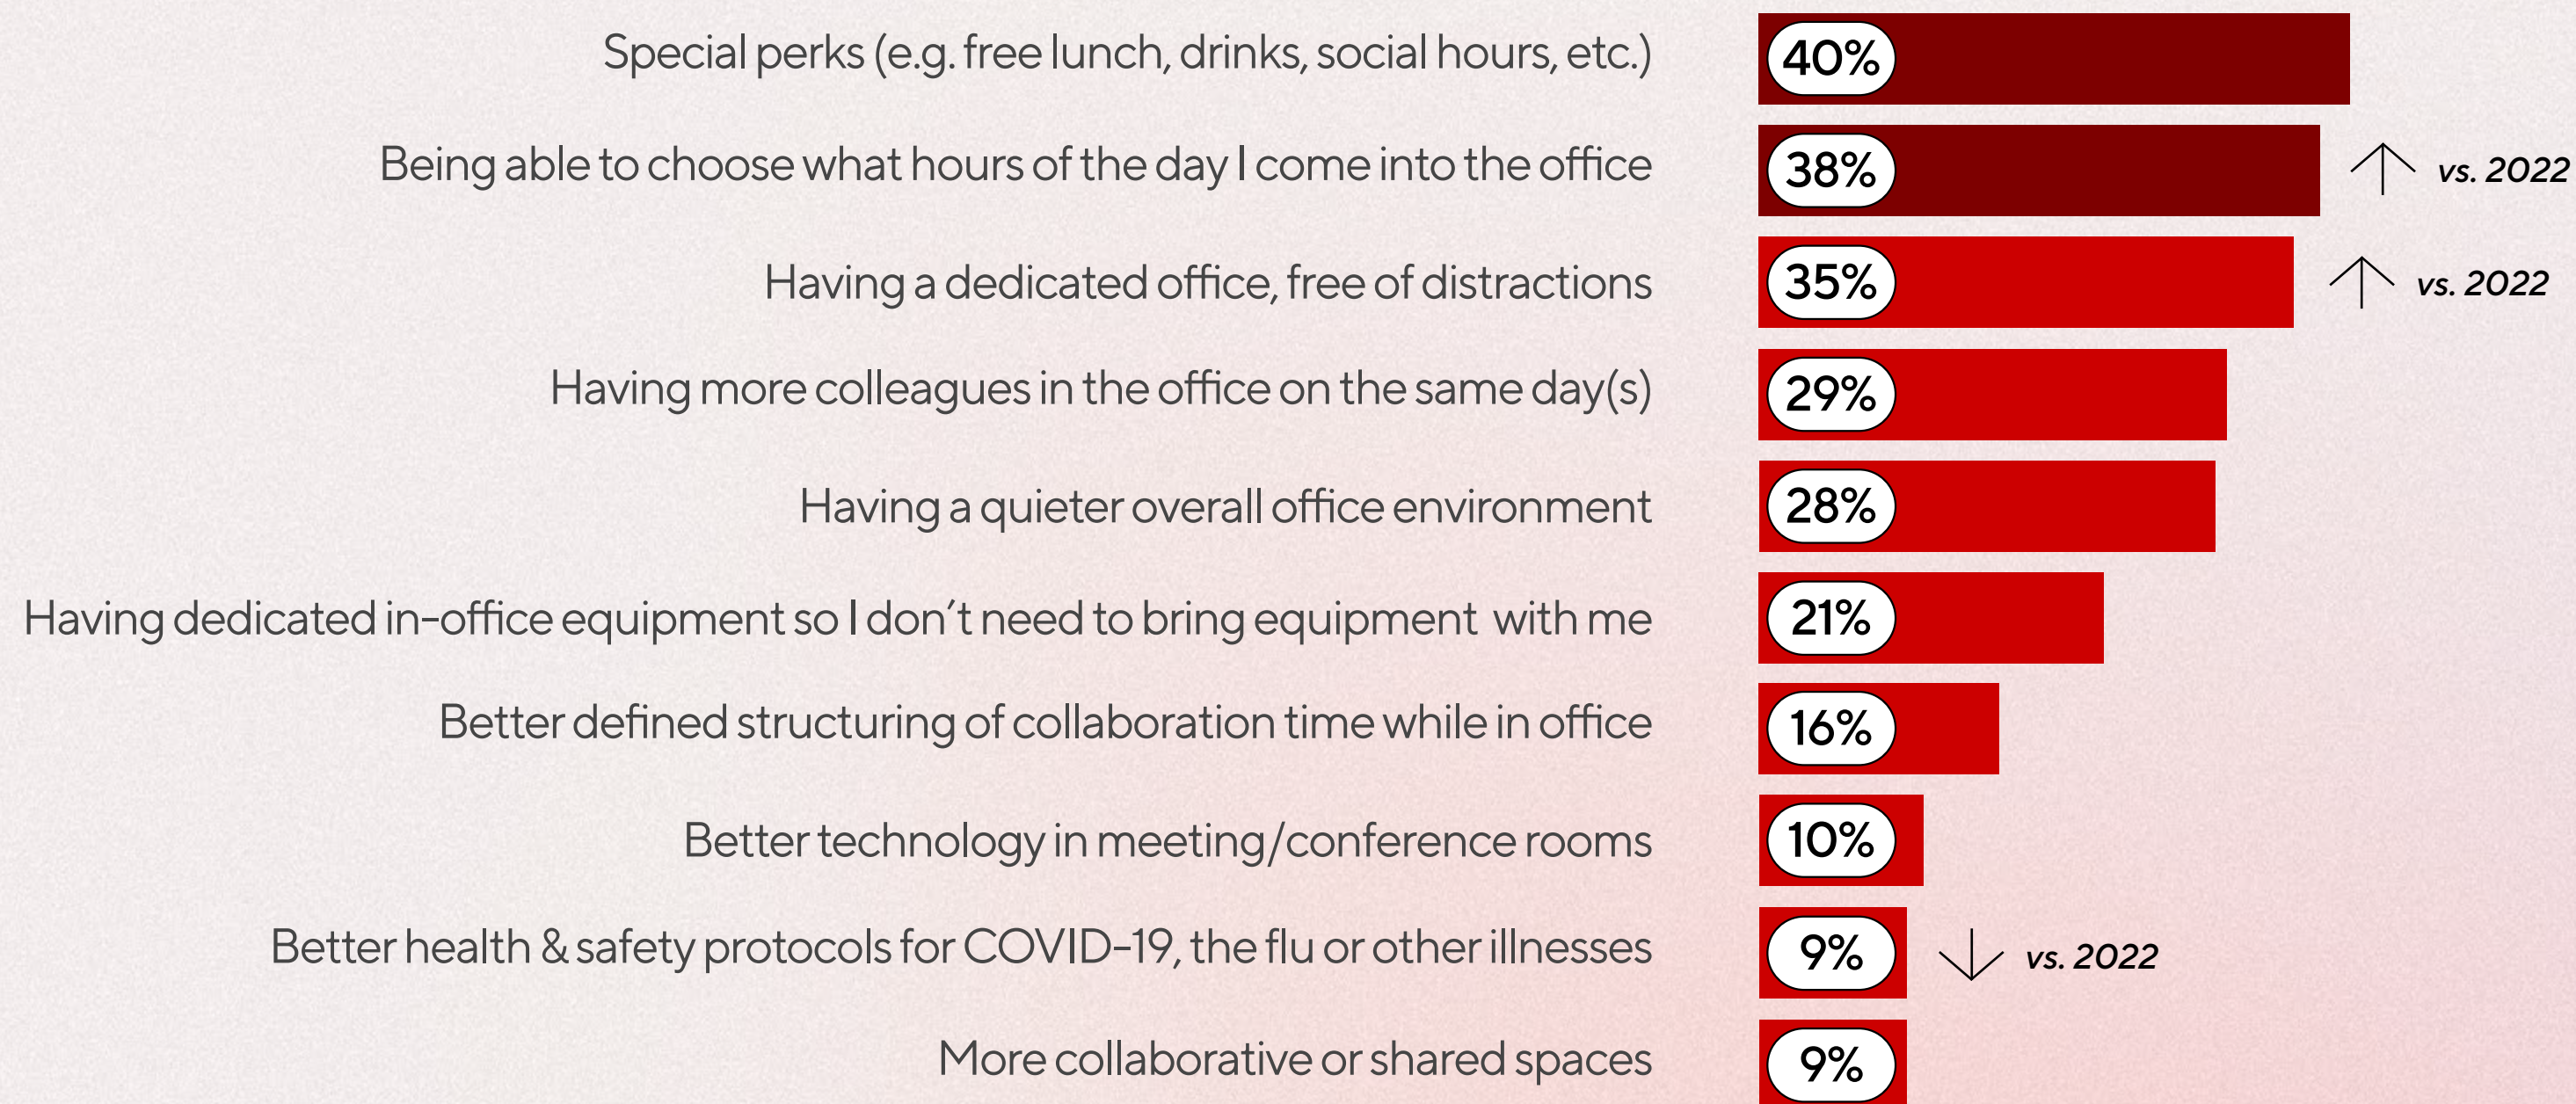 Special perks (e.g. free lunch, drinks, social hours, etc.) 40%
Being able to choose what hours of the day I come into the office 38% vs. 2022
Having a dedicated office, free of distractions 35% vs. 2022
Having more colleagues in the office on the same day(s) 29%
Having a quieter overall office environment 28%
Having dedicated in-office equipment so I don't need to bring equipment with me 21%
Better defined structuring of collaboration time while in office 16%
Better technology in meeting/conference rooms 10%
Better health & safety protocols for COVID-19, the flu or other illnesses 9% vs. 2022
More collaborative or shared spaces 9%